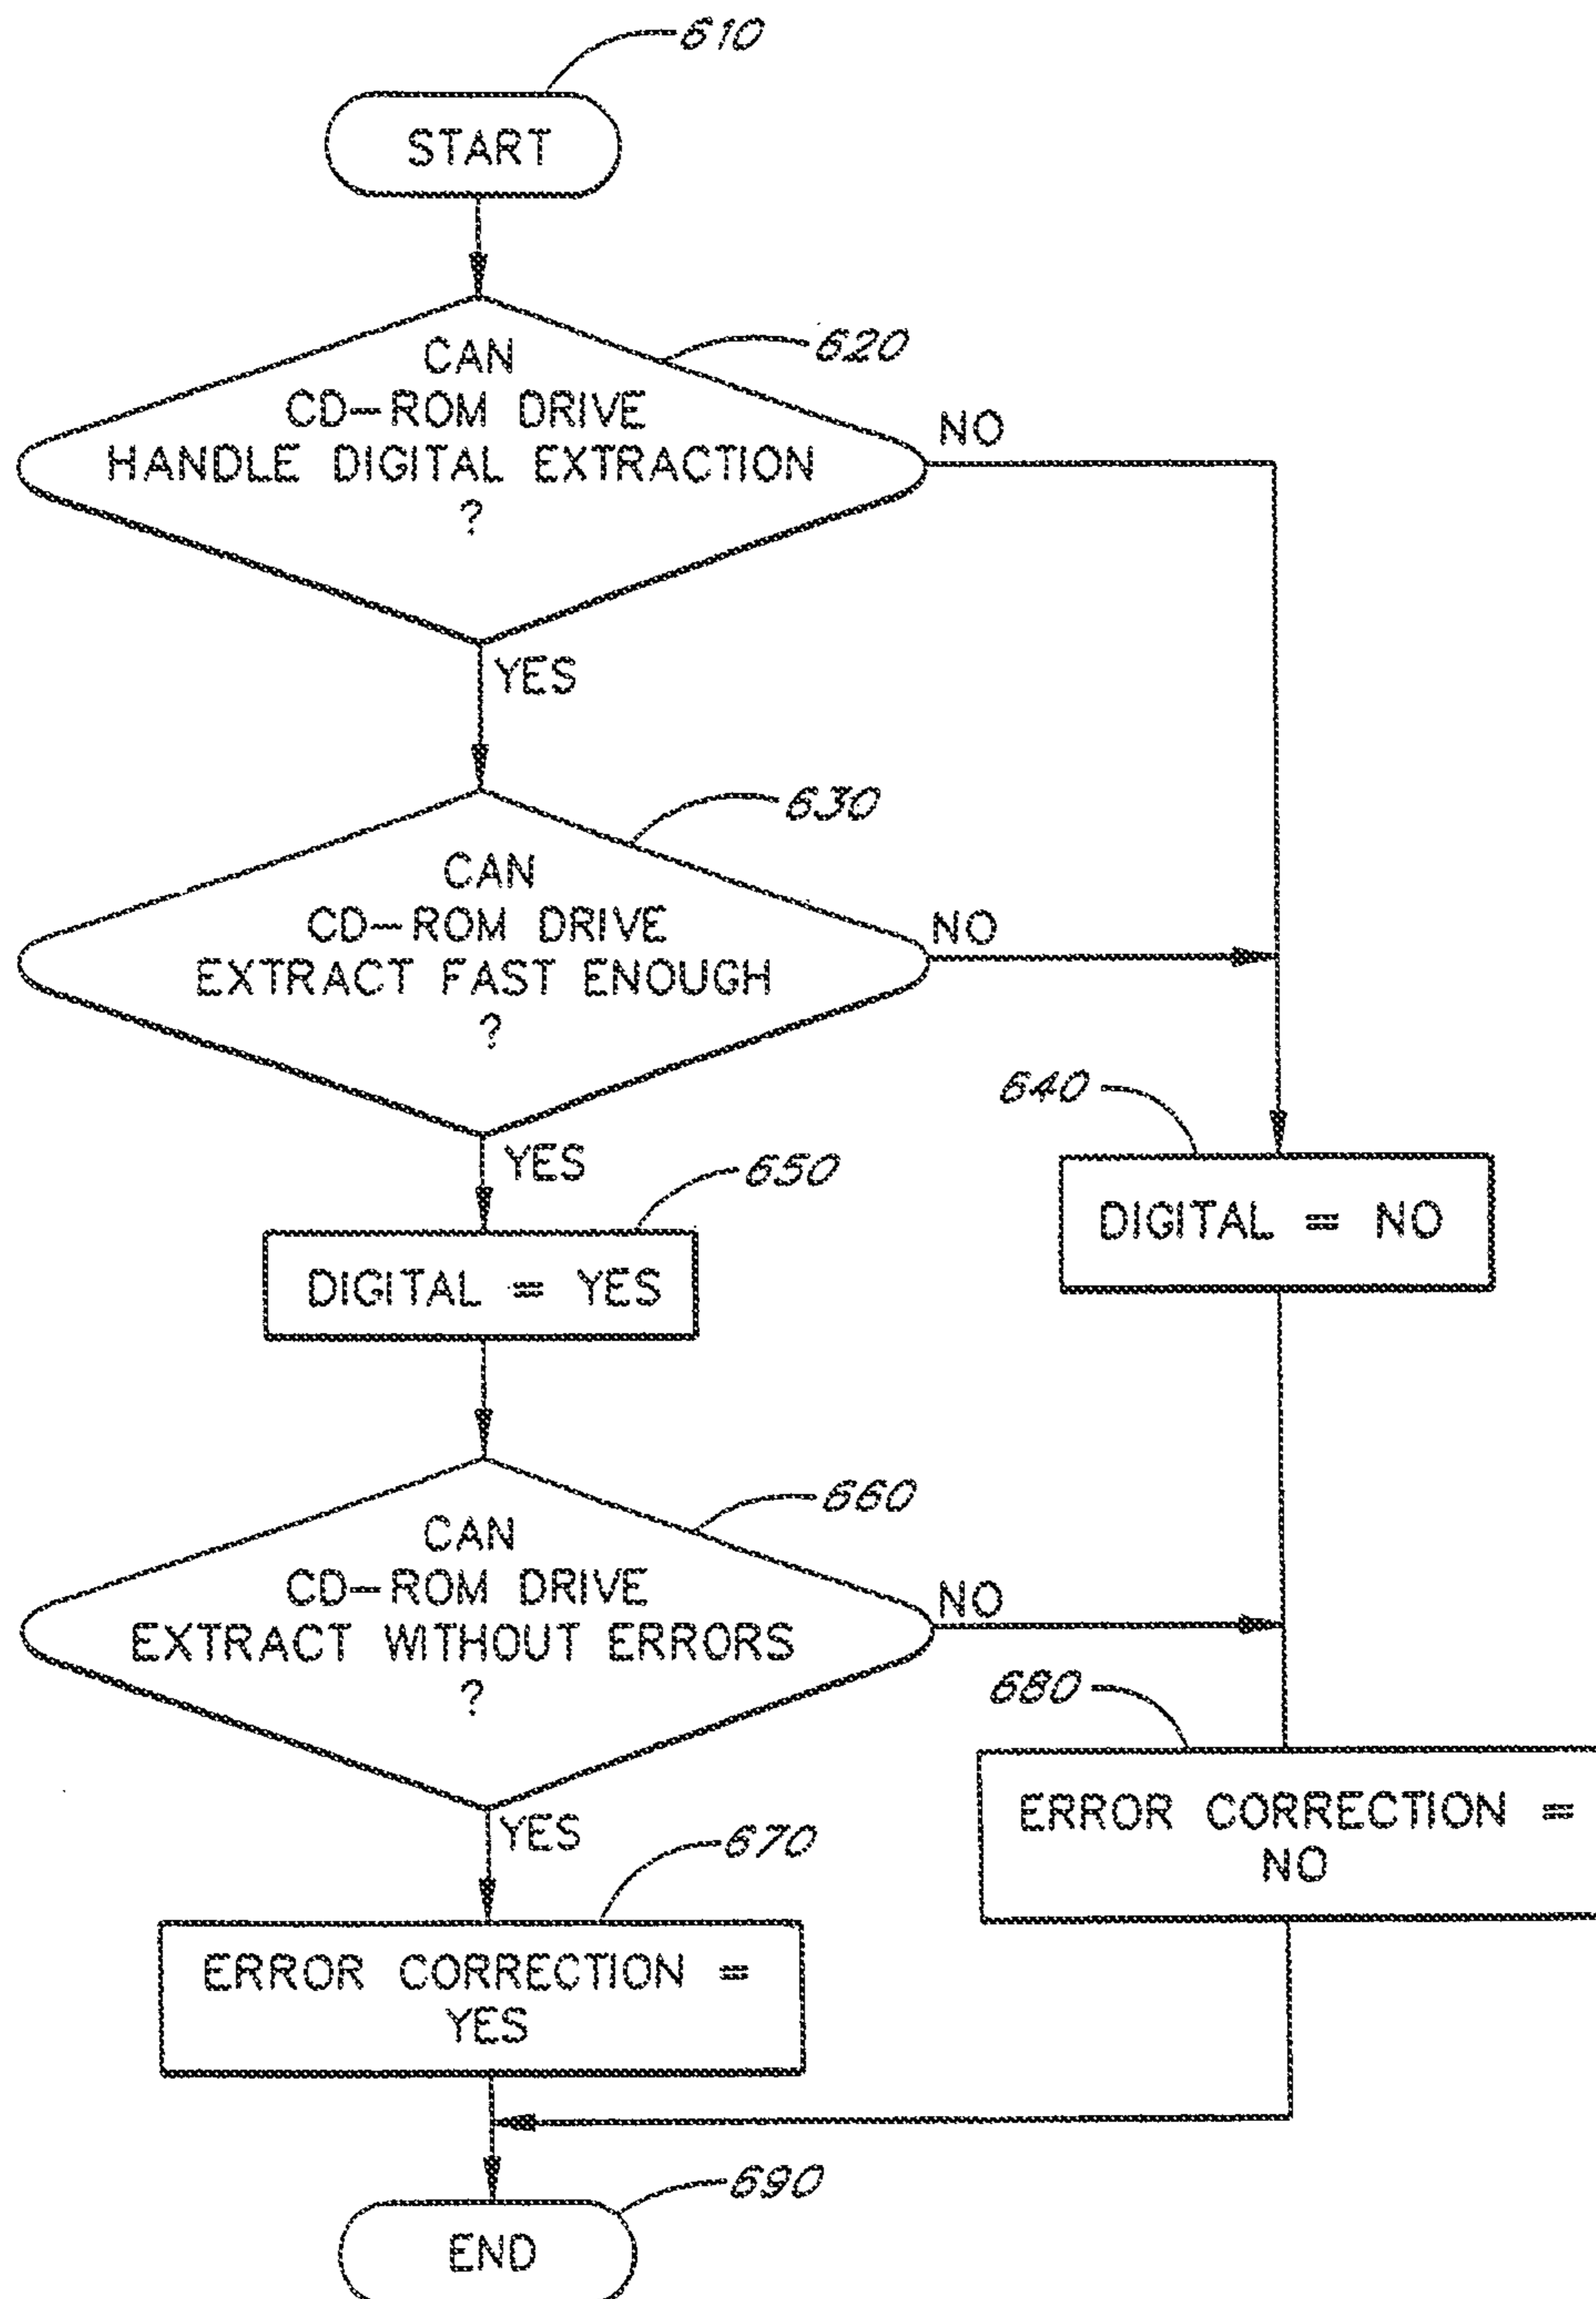 610
START
620
CAN
CD-ROM DRIVE
HANDLE DIGITAL EXTRACTION
?
NO
YES
630
CAN
CD-ROM DRIVE
EXTRACT FAST ENOUGH
?
NO
YES
640
DIGITAL = NO
650
DIGITAL = YES
660
CAN
CD-ROM DRIVE
EXTRACT WITHOUT ERRORS
?
NO
YES
680
ERROR CORRECTION =
NO
670
ERROR CORRECTION =
YES
690
END